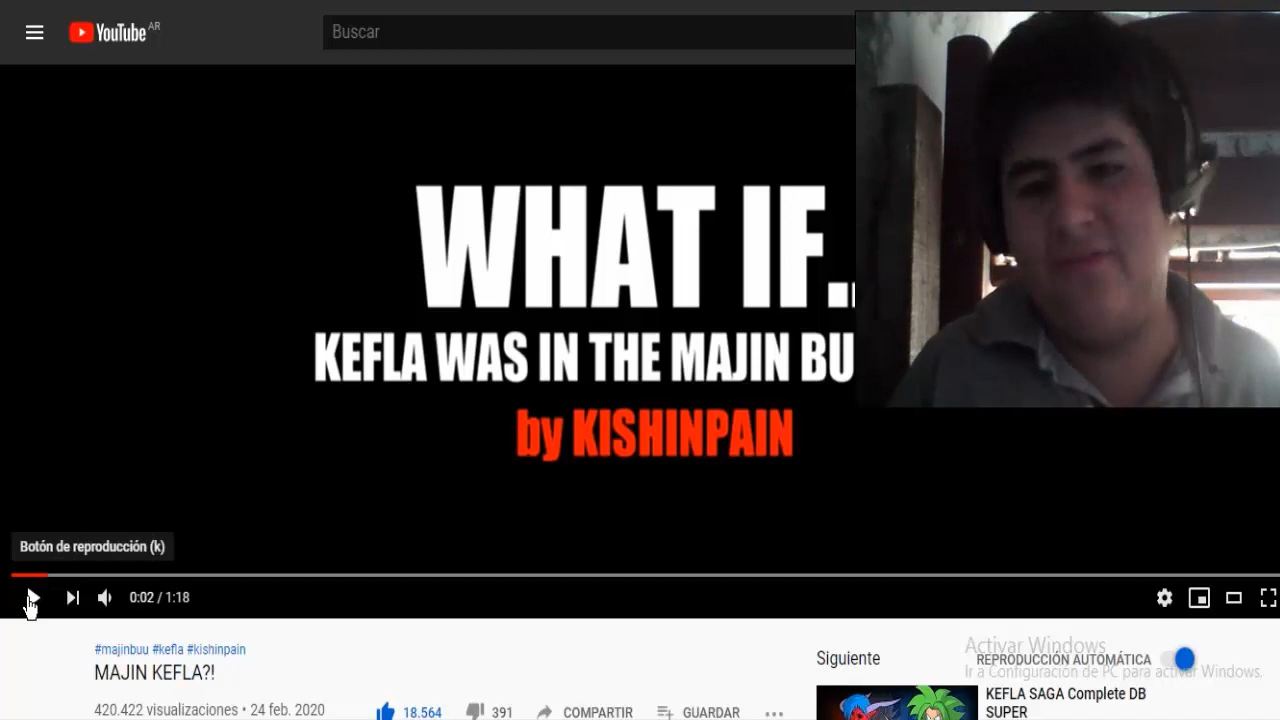 YouTube AR
Buscar
WHAT IF..
KEFLA WAS IN THE MAJIN BU
by KISHINPAIN
Botón de reproducción (k)
0:02 / 1:18
#majinbuu #kefla #kishinpain
MAJIN KEFLA?!
420.422 visualizaciones • 24 feb. 2020
18.564
391
COMPARTIR
GUARDAR
Siguiente
REPRODUCCIÓN AUTOMÁTICA
Activar Windows
Ir a Configuración de PC para activar Windows.
KEFLA SAGA Complete DB
SUPER